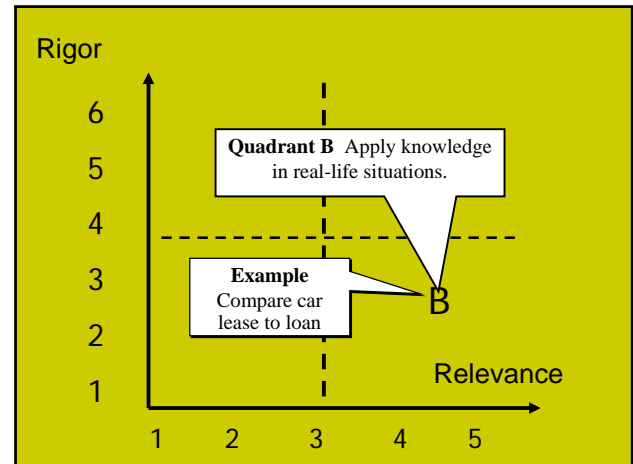 Rigor
6
Quadrant B Apply knowledge
in real-life situations.
5
4
3
Example
Compare car
lease to loan
B
2
Relevance
1
1 2 3 4 5